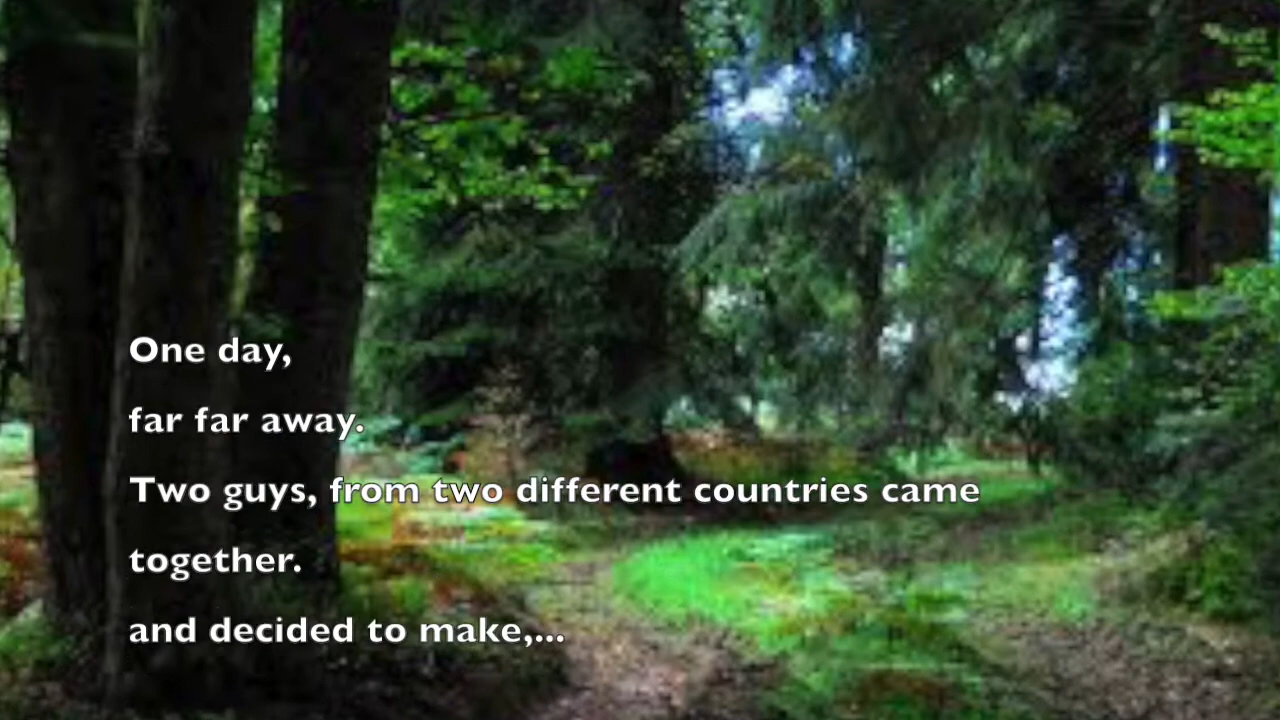 One day,
far far away.
Two guys, from two different countries came
together.
and decided to make,...